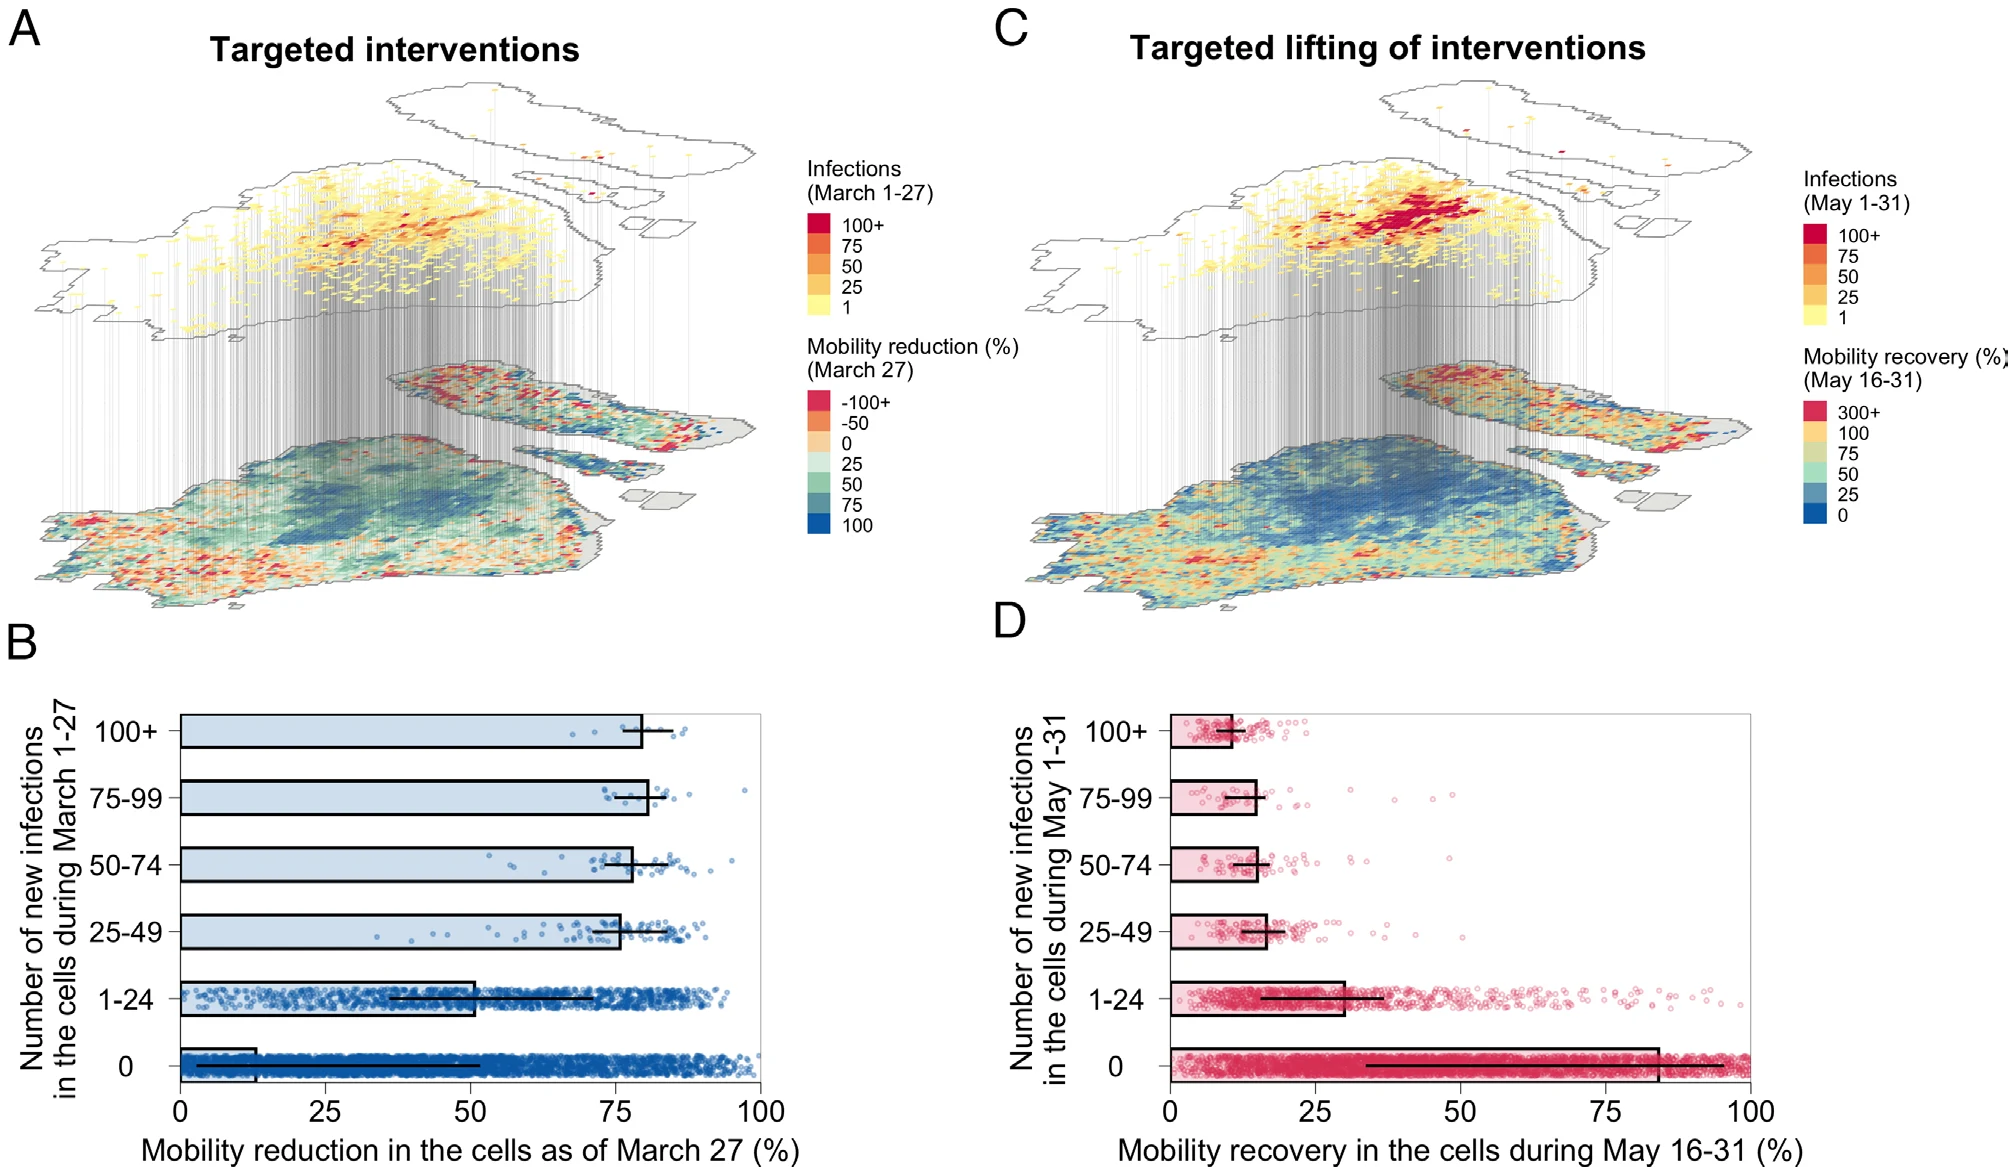 A
Targeted interventions
Infections
(March 1-27)
100+
75
50
25
1
Mobility reduction (%)
(March 27)
-100+
-50
0
25
50
75
100
C
Targeted lifting of interventions
Infections
(May 1-31)
100+
75
50
25
1
Mobility recovery (%)
(May 16-31)
300+
100
75
50
25
0
B
Number of new infections
in the cells during March 1-27
100+
75-99
50-74
25-49
1-24
0
0
25
50
75
100
Mobility reduction in the cells as of March 27 (%)
D
Number of new infections
in the cells during May 1-31
100+
75-99
50-74
25-49
1-24
0
0
25
50
75
100
Mobility recovery in the cells during May 16-31 (%)